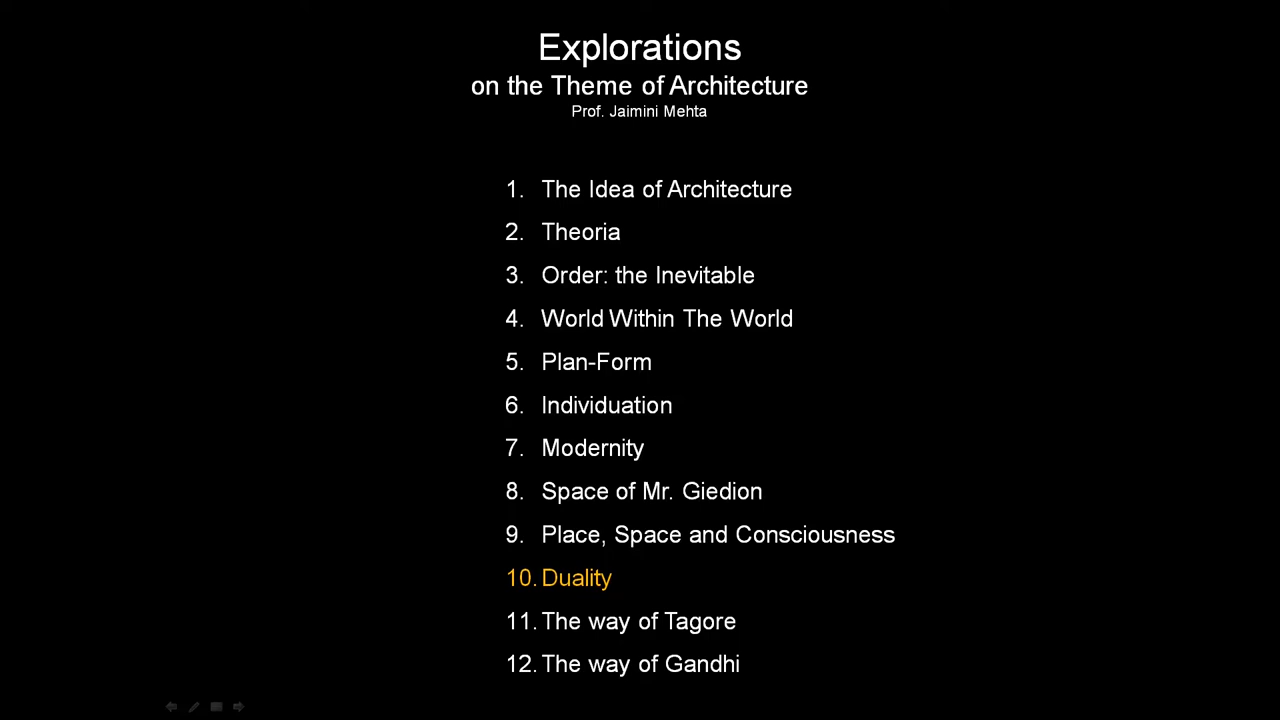 Explorations
on the Theme of Architecture
Prof. Jaimini Mehta
1. The Idea of Architecture
2. Theoria
3. Order: the Inevitable
4. World Within The World
5. Plan-Form
6. Individuation
7. Modernity
8. Space of Mr. Giedion
9. Place, Space and Consciousness
10. Duality
11. The way of Tagore
12. The way of Gandhi